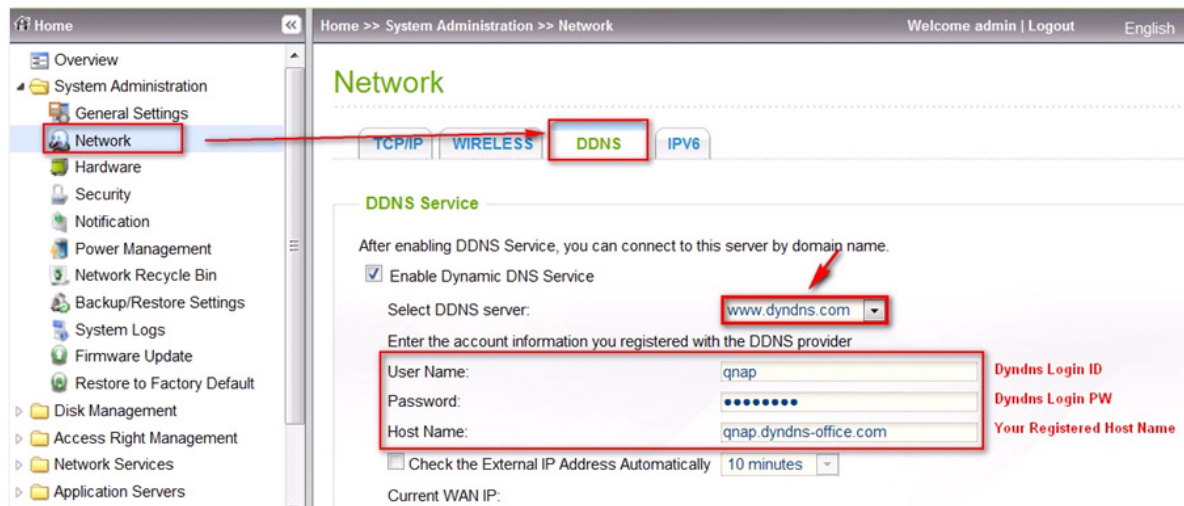 Home
Home >> System Administration >> Network
Welcome admin | Logout
English
Overview
System Administration
General Settings
Network
Hardware
Security
Notification
Power Management
Network Recycle Bin
Backup/Restore Settings
System Logs
Firmware Update
Restore to Factory Default
Disk Management
Access Right Management
Network Services
Application Servers
Network
TCP/IP WIRELESS DDNS IPV6
DDNS Service
After enabling DDNS Service, you can connect to this server by domain name.
Enable Dynamic DNS Service
Select DDNS server: www.dyndns.com
Enter the account information you registered with the DDNS provider
User Name: qnap Dyndns Login ID
Password: •••••••• Dyndns Login PW
Host Name: qnap.dyndns-office.com Your Registered Host Name
Check the External IP Address Automatically 10 minutes
Current WAN IP: